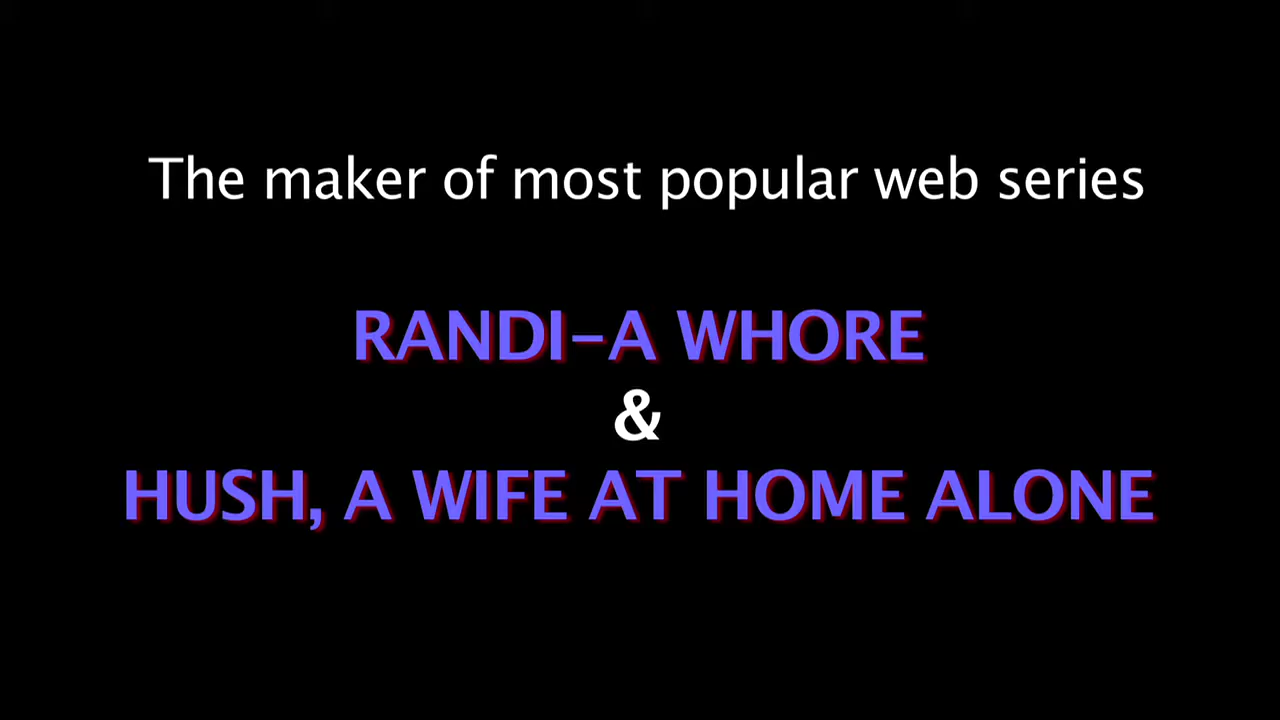 The maker of most popular web series
RANDI-A WHORE
&
HUSH, A WIFE AT HOME ALONE